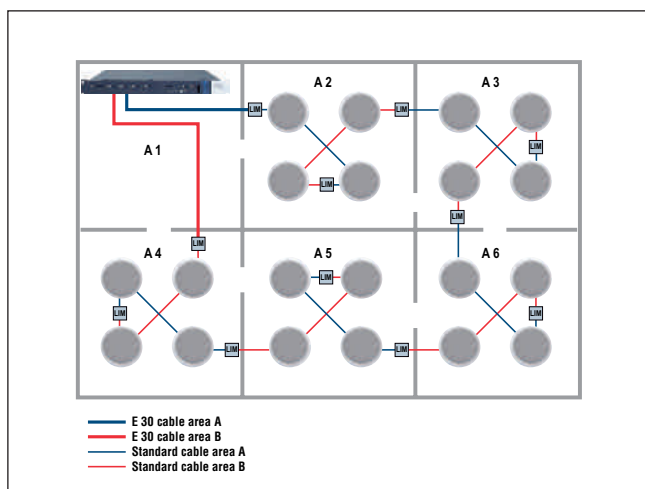 A 2
A 3
LIM
LIM
LIM
A 1
LIM
LIM
LIM
LIM
A 4
A 5
A 6
LIM
LIM
LIM
LIM
LIM
E 30 cable area A
E 30 cable area B
Standard cable area A
Standard cable area B